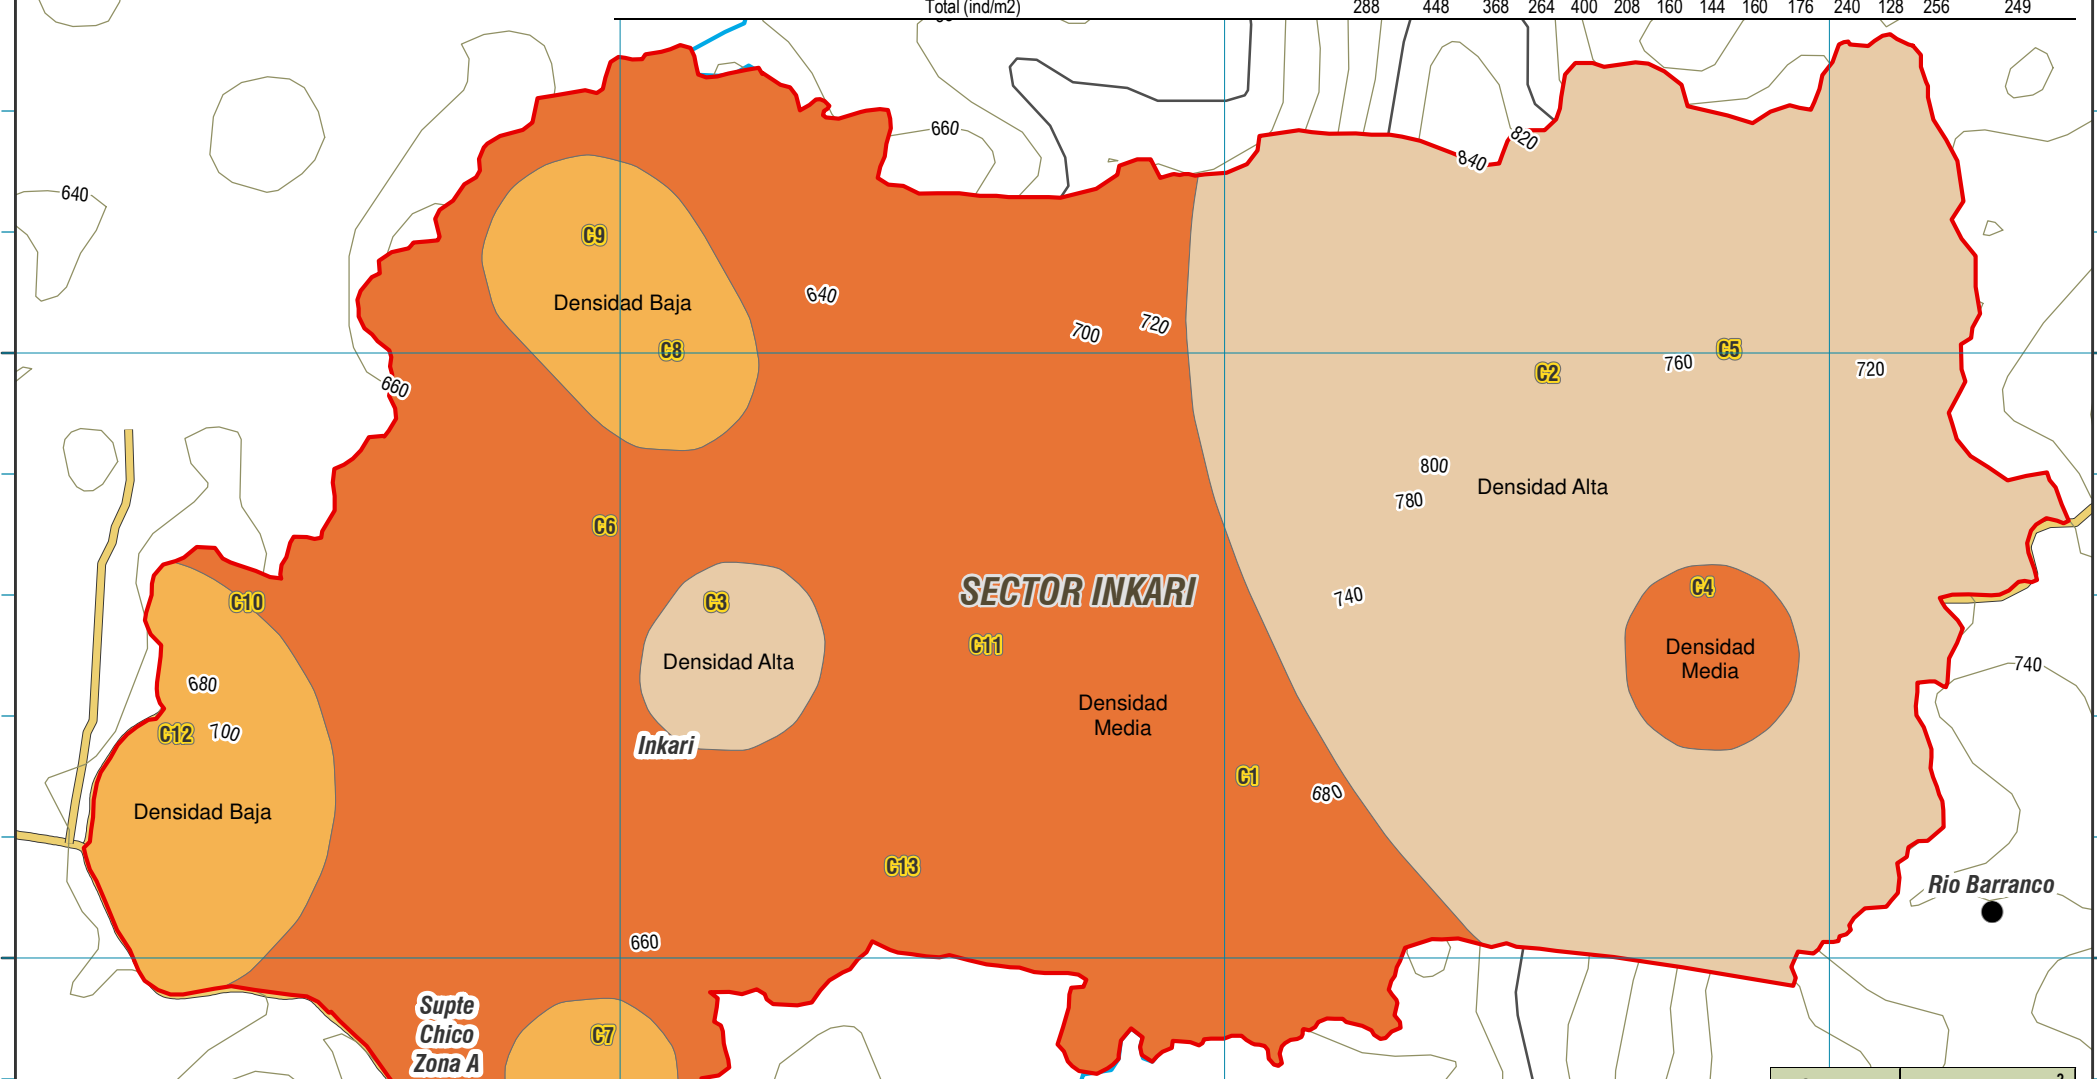 Total (ind/m2) 288 448 368 264 400 208 160 144 160 176 240 128 256 249
660
820
840
640
C9
640
Densidad Baja
700
720
C8
C5
C2
760
720
660
800
Densidad Alta
780
C6
SECTOR INKARI
C4
740
C10
C3
C11
Densidad
Media
Densidad Alta
740
680
Densidad
Media
C12
700
Inkari
C1
680
Densidad Baja
C13
Rio Barranco
660
Supte
Chico
Zona A
C7
2